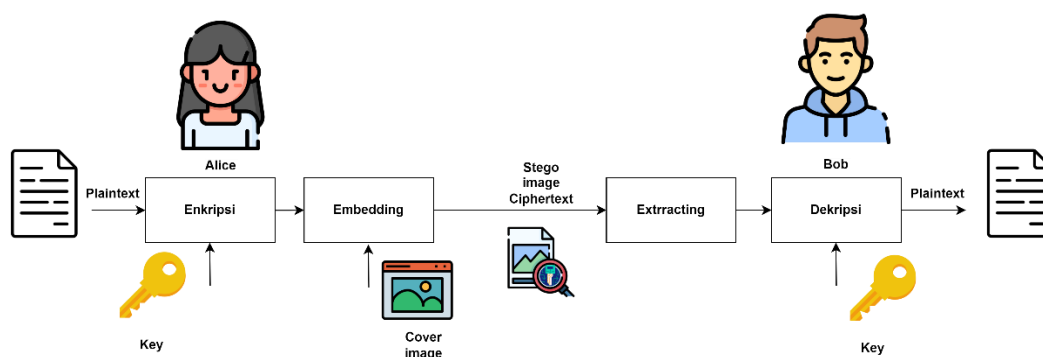 Alice
Bob
Plaintext
Enkripsi
Embedding
Stego
image
Ciphertext
Extrracting
Dekripsi
Plaintext
Key
Cover
image
Key